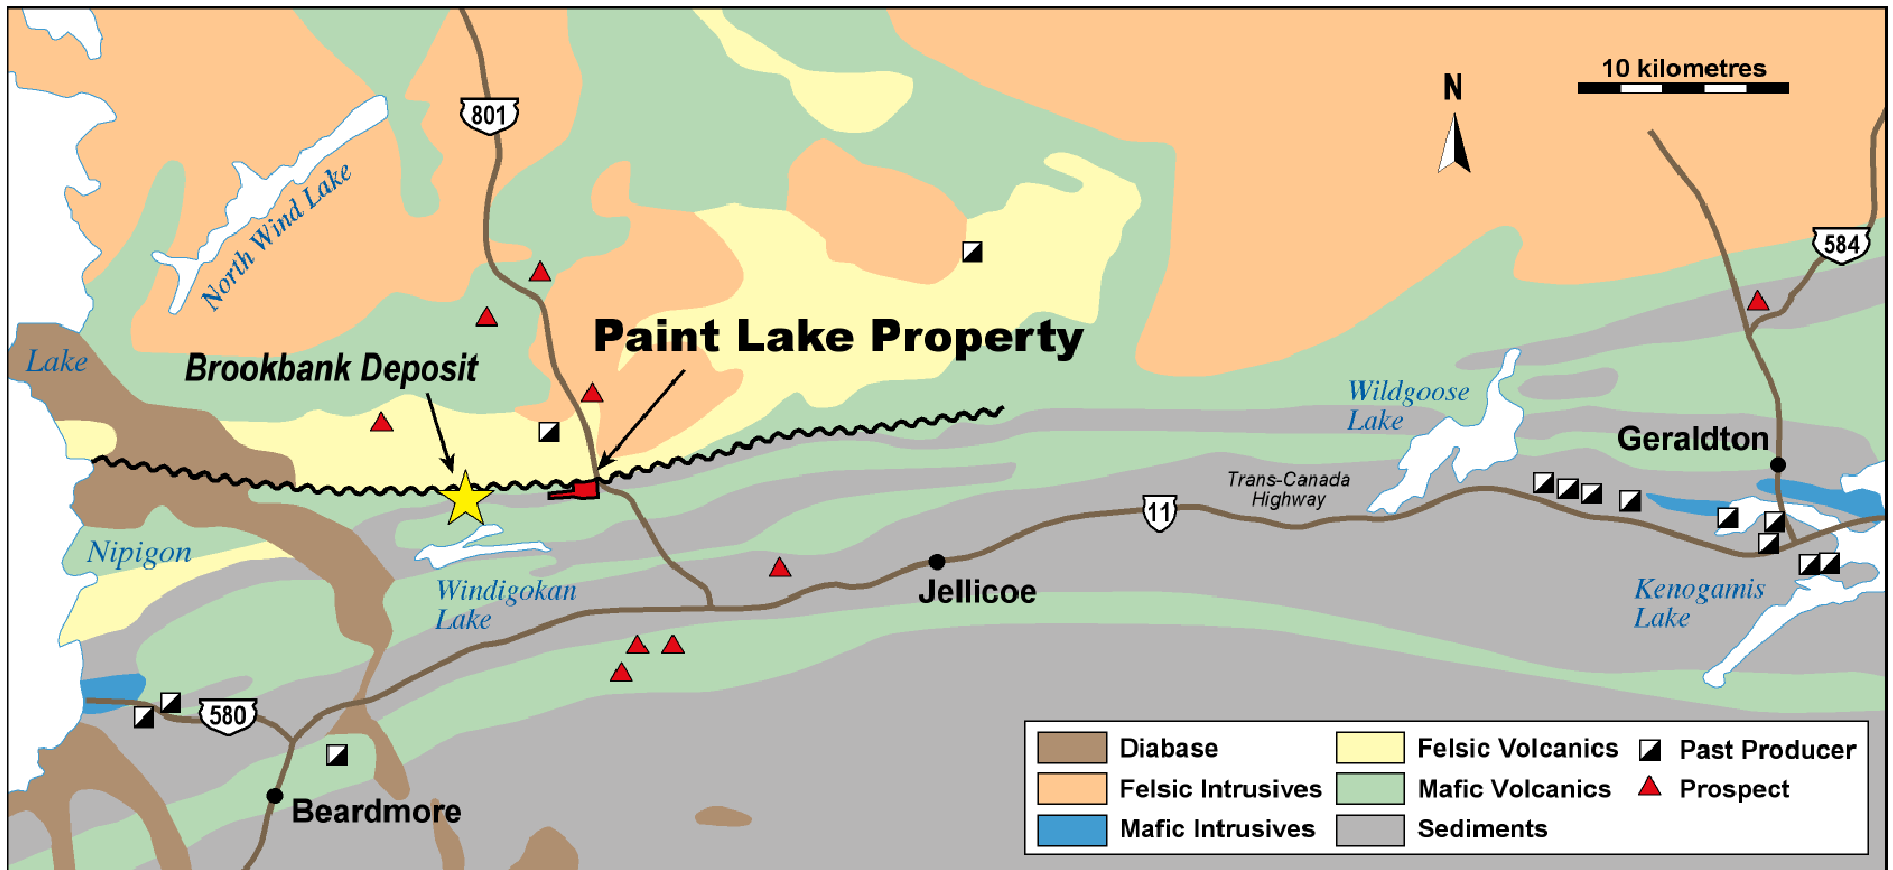 10 kilometres
N
801
584
North Wind Lake
Paint Lake Property
Brookbank Deposit
Lake
Nipigon
Wildgoose
Lake
Geraldton
Trans-Canada
Highway
11
Jellicoe
Windigokan
Lake
Kenogamis
Lake
580
Beardmore
Diabase
Felsic Intrusives
Mafic Intrusives
Felsic Volcanics
Mafic Volcanics
Sediments
Past Producer
Prospect